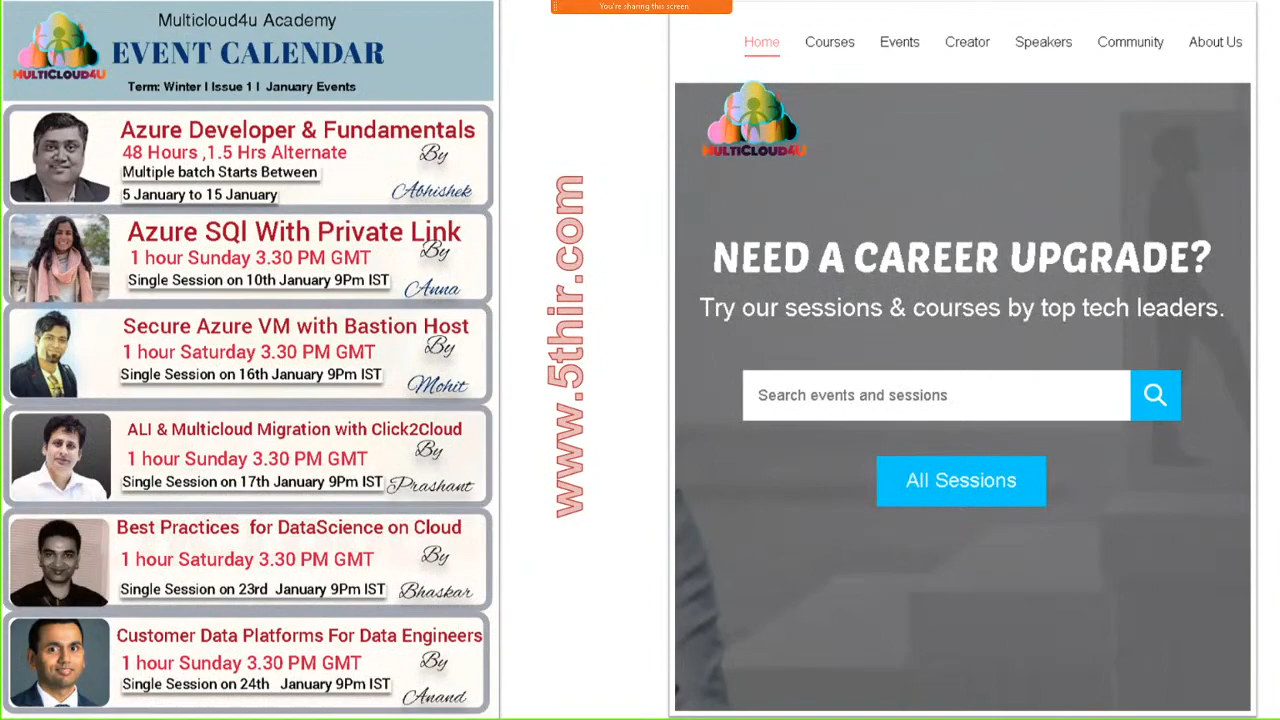 You're sharing this screen
Multicloud4u Academy
EVENT CALENDAR
MULTICLOUD4U
Term: Winter I Issue 1 I January Events
Azure Developer & Fundamentals
48 Hours ,1.5 Hrs Alternate
By
Multiple batch Starts Between
5 January to 15 January
Abhishek
Azure SQl With Private Link
By
1 hour Sunday 3.30 PM GMT
Single Session on 10th January 9Pm IST
Anna
Secure Azure VM with Bastion Host
By
1 hour Saturday 3.30 PM GMT
Single Session on 16th January 9Pm IST
Mohit
ALI & Multicloud Migration with Click2Cloud
By
1 hour Sunday 3.30 PM GMT
Single Session on 17th January 9Pm IST
Prashant
Best Practices for DataScience on Cloud
By
1 hour Saturday 3.30 PM GMT
Single Session on 23rd January 9Pm IST
Bhaskar
Customer Data Platforms For Data Engineers
By
1 hour Sunday 3.30 PM GMT
Single Session on 24th January 9Pm IST
Anand
www.5thir.com
Home Courses Events Creator Speakers Community About Us
MULTICLOUD4U
NEED A CAREER UPGRADE?
Try our sessions & courses by top tech leaders.
Search events and sessions
All Sessions